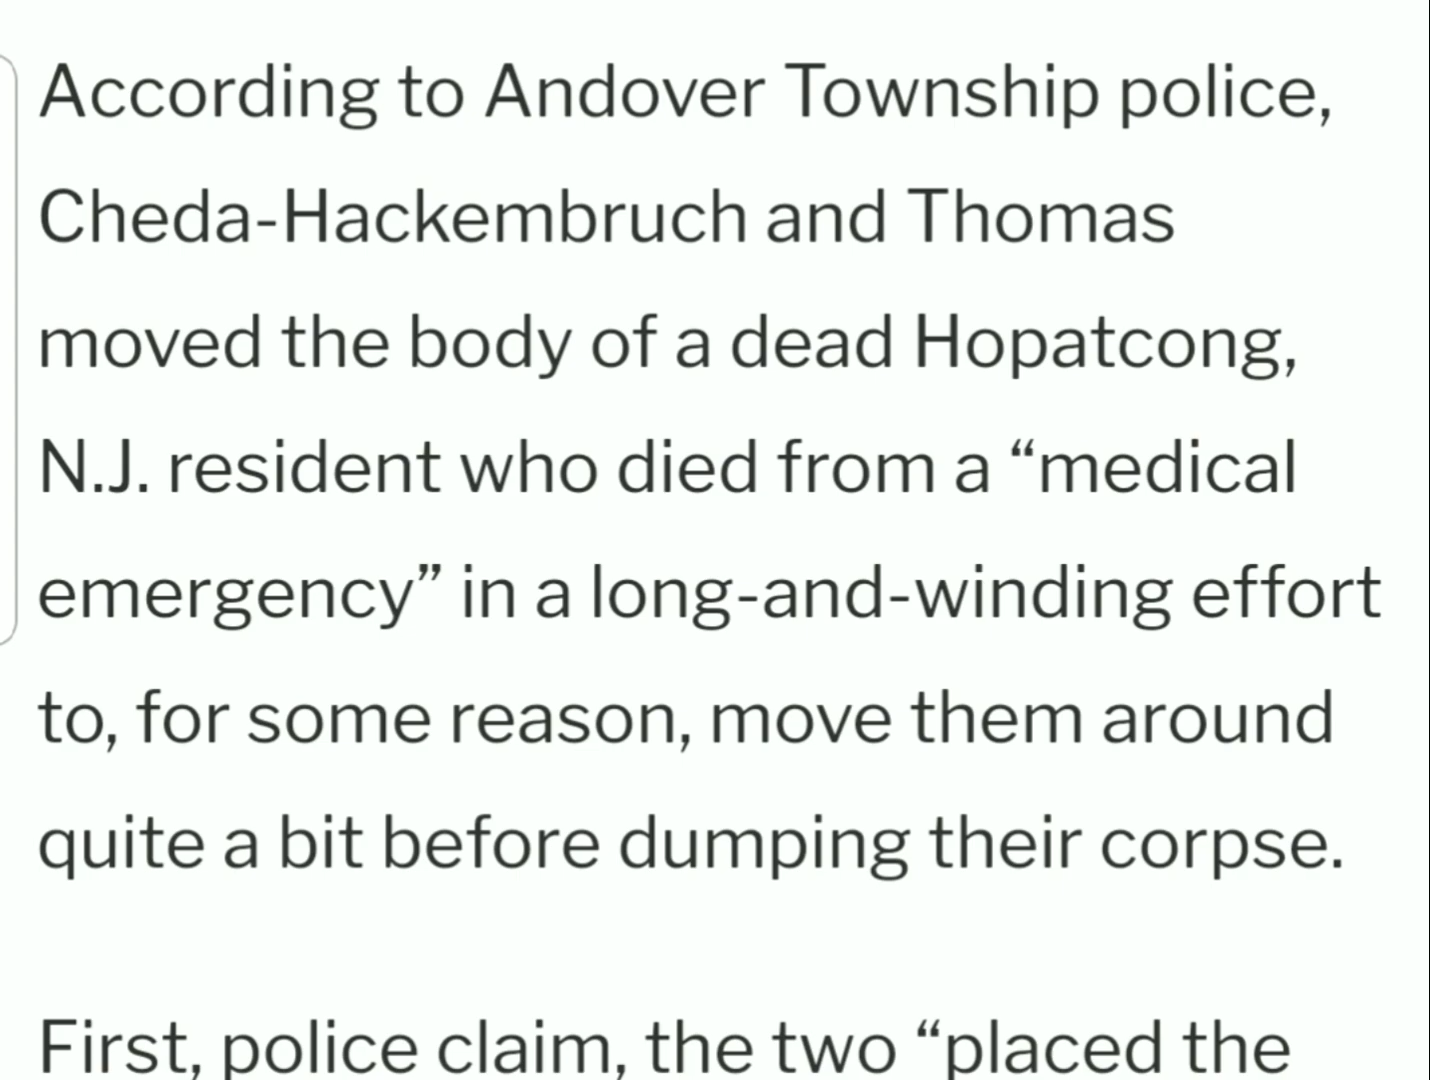 According to Andover Township police,
Cheda-Hackembruch and Thomas
moved the body of a dead Hopatcong,
N.J. resident who died from a “medical
emergency” in a long-and-winding effort
to, for some reason, move them around
quite a bit before dumping their corpse.
First, police claim, the two “placed the